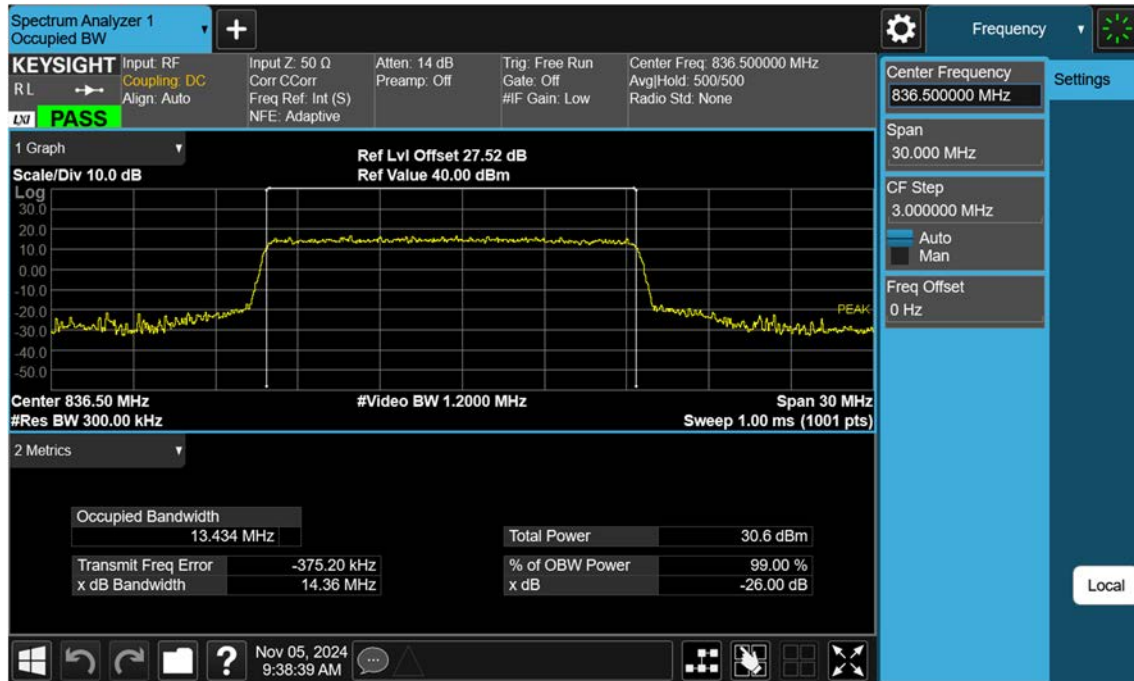 Spectrum Analyzer 1
Occupied BW
+
Frequency
KEYSIGHT
RL
LXI PASS
Input: RF
Coupling: DC
Align: Auto
Input Z: 50 Ω
Corr CCorr
Freq Ref: Int (S)
NFE: Adaptive
Atten: 14 dB
Preamp: Off
Trig: Free Run
Gate: Off
#IF Gain: Low
Center Freq: 836.500000 MHz
Avg|Hold: 500/500
Radio Std: None
Center Frequency
836.500000 MHz
Settings
Span
30.000 MHz
CF Step
3.000000 MHz
Auto
Man
Freq Offset
0 Hz
Local
1 Graph
Scale/Div 10.0 dB
Ref Lvl Offset 27.52 dB
Ref Value 40.00 dBm
Log
30.0
20.0
10.0
0.00
-10.0
-20.0
-30.0
-40.0
-50.0
PEAK
Center 836.50 MHz
#Video BW 1.2000 MHz
Span 30 MHz
#Res BW 300.00 kHz
Sweep 1.00 ms (1001 pts)
2 Metrics
Occupied Bandwidth
13.434 MHz
Total Power 30.6 dBm
Transmit Freq Error -375.20 kHz
% of OBW Power 99.00 %
x dB Bandwidth 14.36 MHz
x dB -26.00 dB
?
Nov 05, 2024
9:38:39 AM